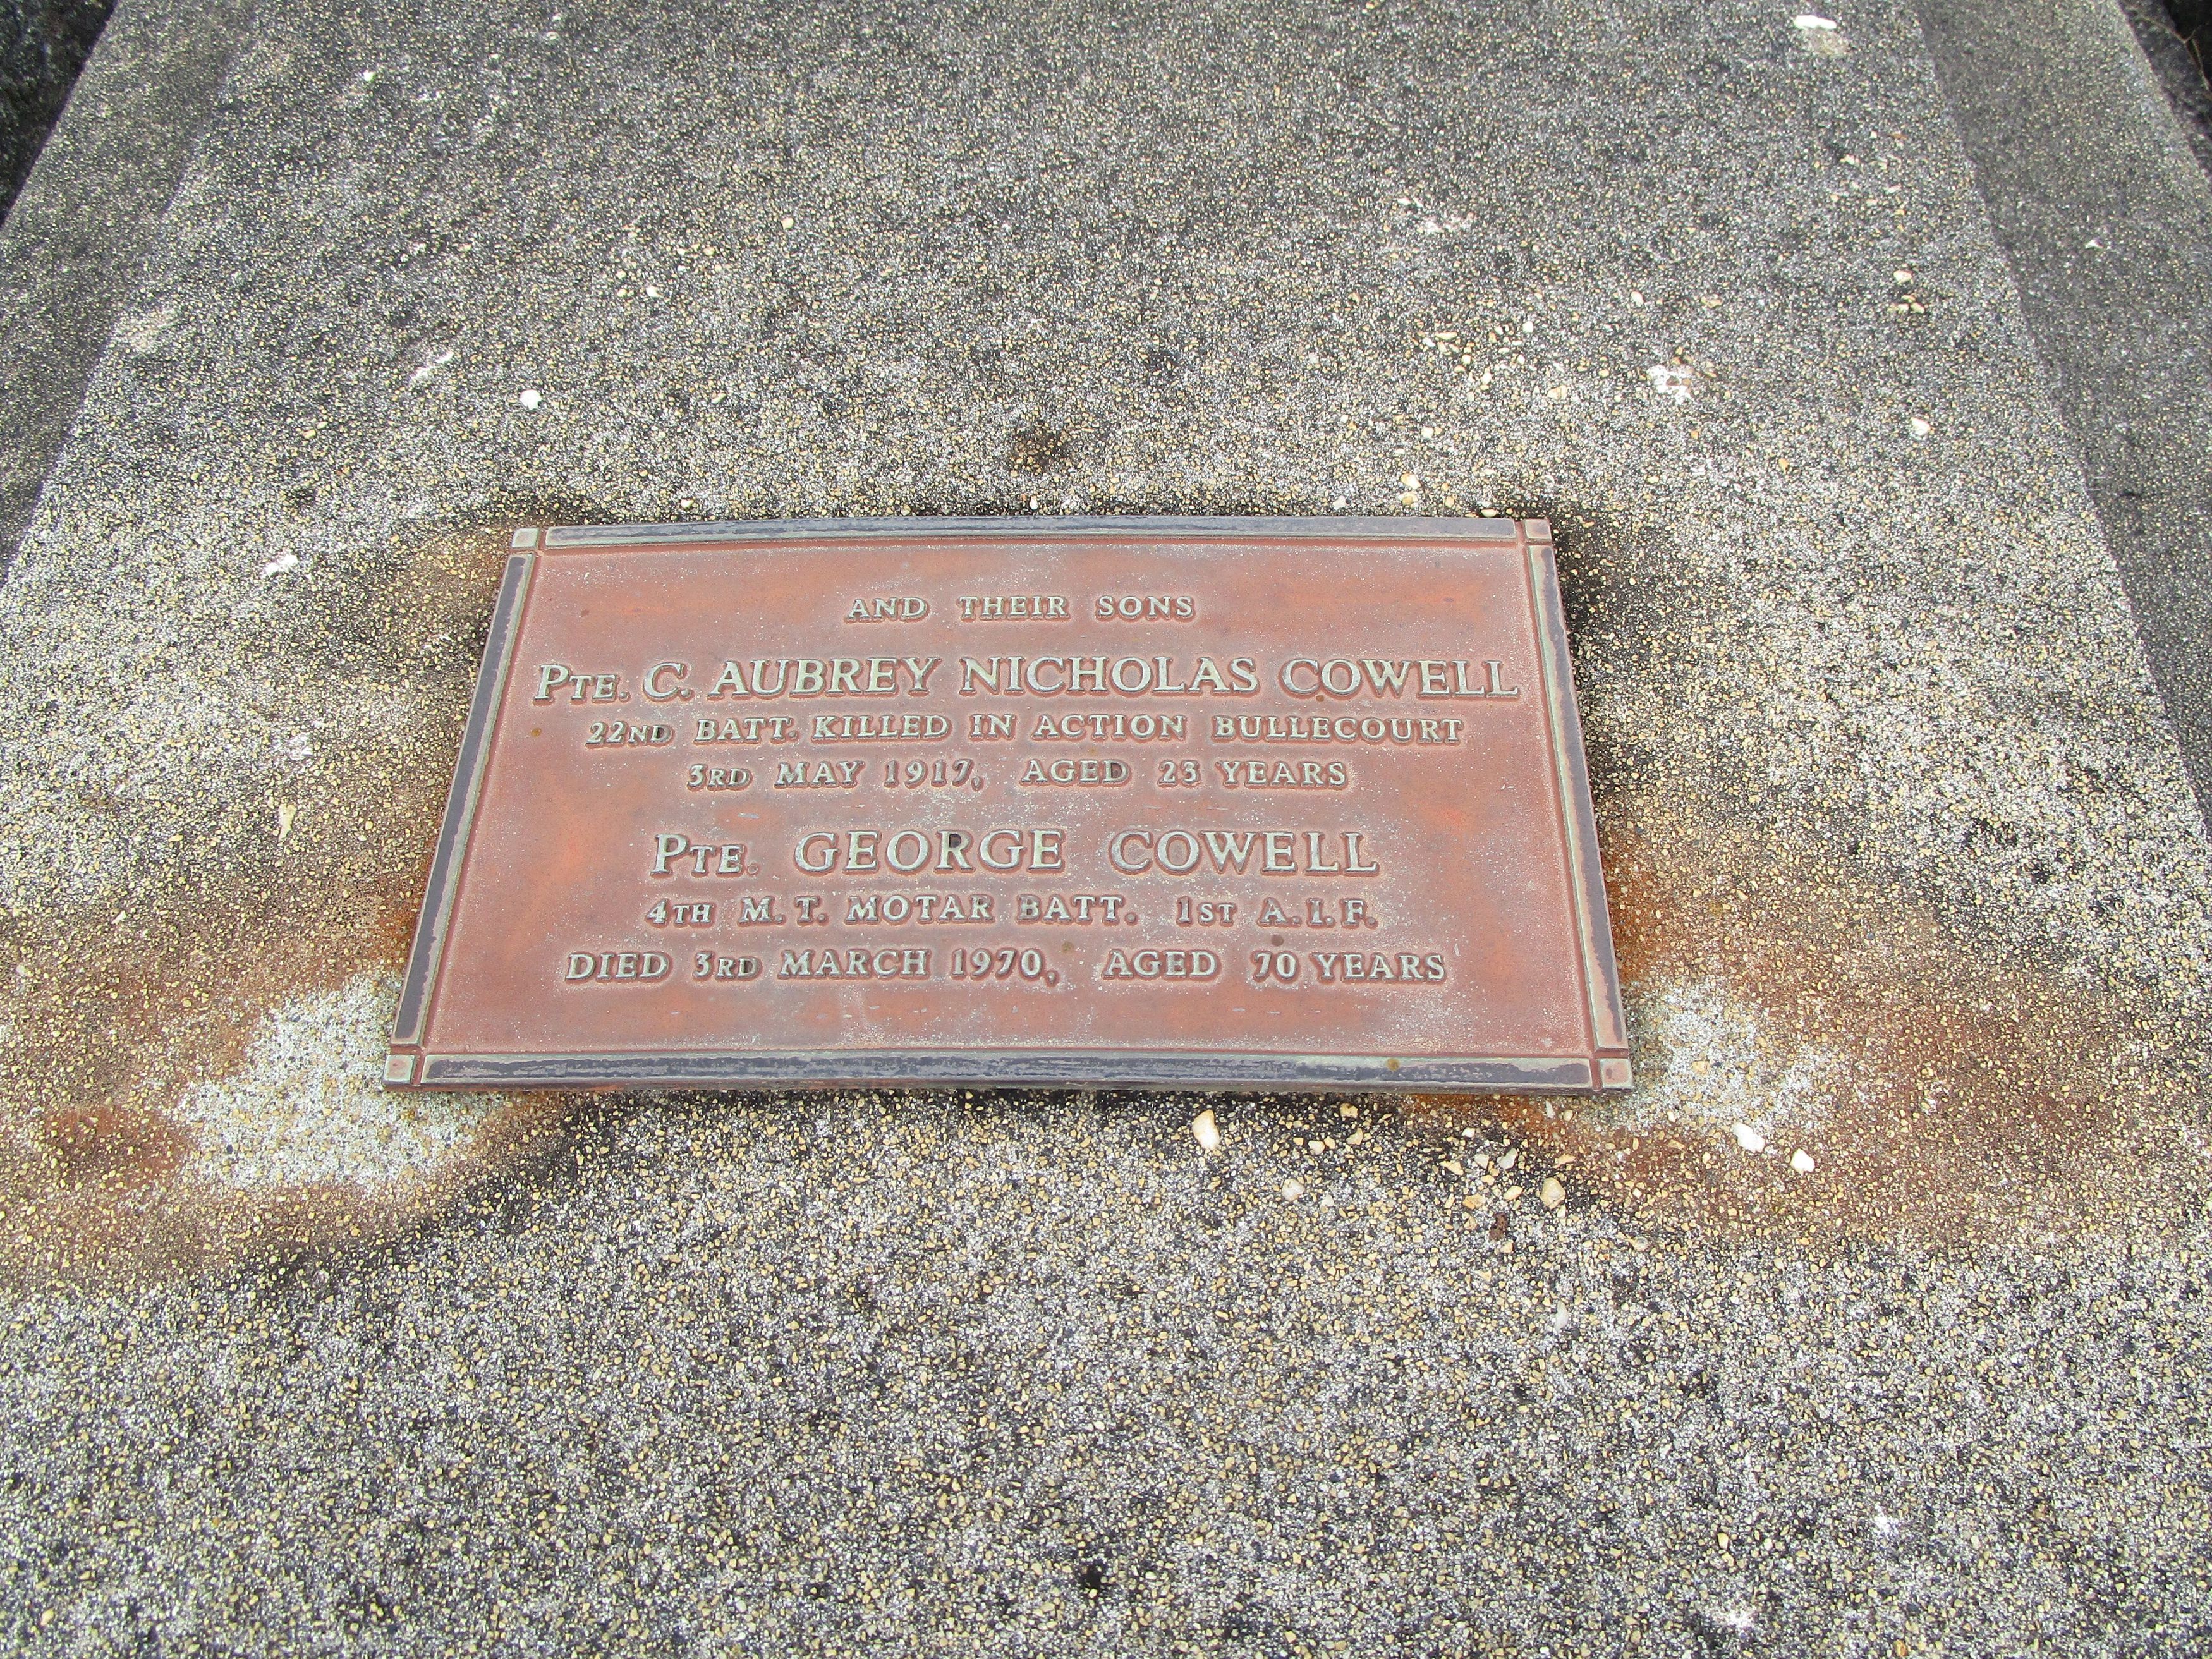 AND THEIR SONS
PTE. C. AUBREY NICHOLAS COWELL
22ND BATT. KILLED IN ACTION BULLECOURT
3RD MAY 1917, AGED 23 YEARS
PTE. GEORGE COWELL
4TH M.T. MOTAR BATT. 1ST A.I.F.
DIED 3RD MARCH 1970, AGED 70 YEARS